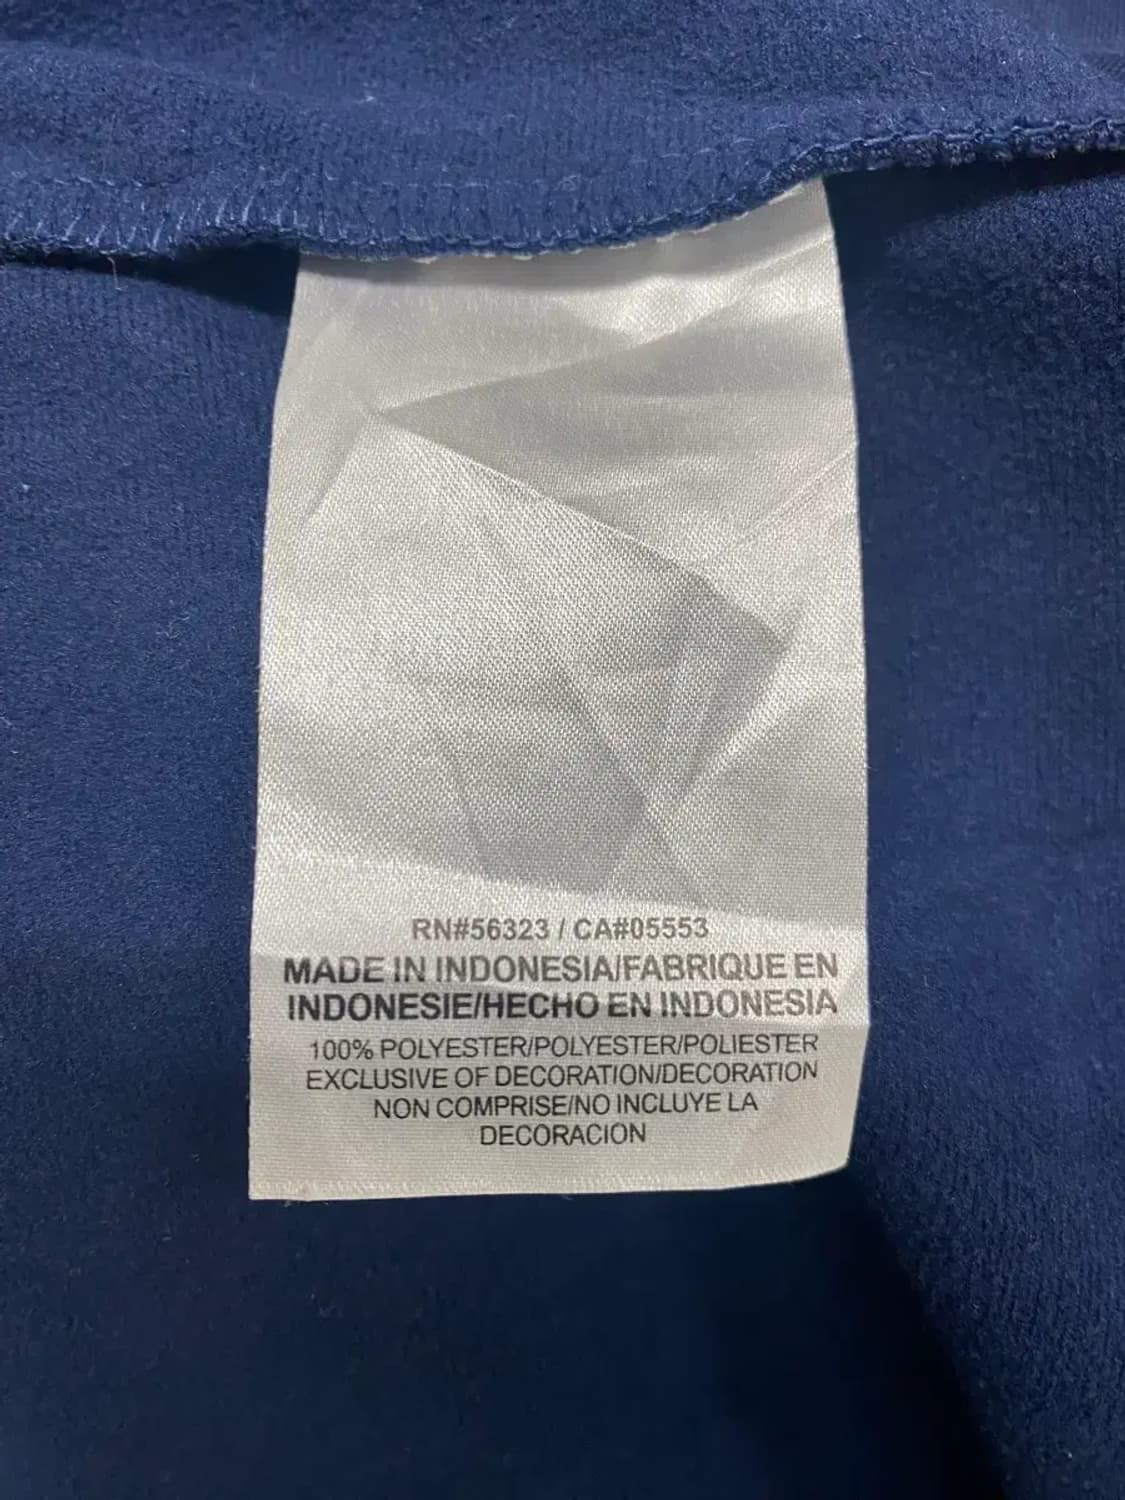 RN#56323 / CA#05553
MADE IN INDONESIA/FABRIQUE EN
INDONESIE/HECHO EN INDONESIA
100% POLYESTER/POLYESTER/POLIESTER
EXCLUSIVE OF DECORATION/DECORATION
NON COMPRISE/NO INCLUYE LA
DECORACION